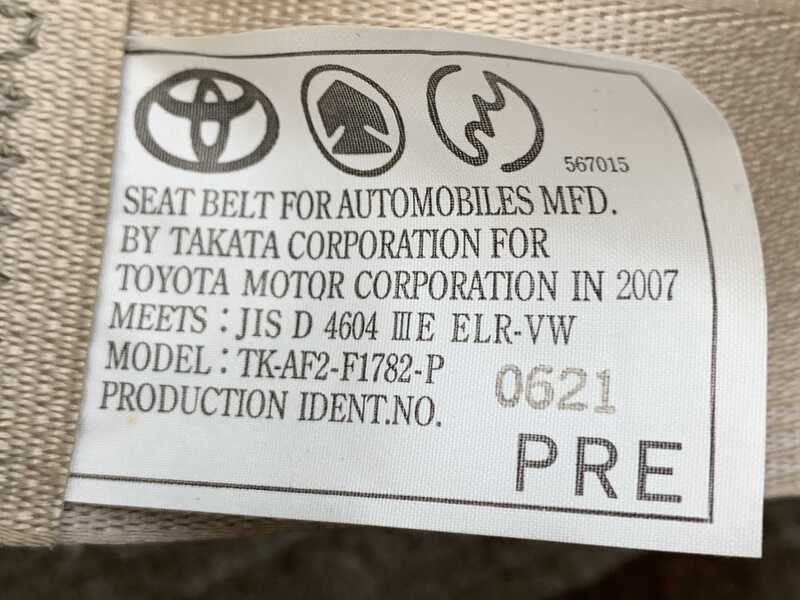 567015
SEAT BELT FOR AUTOMOBILES MFD.
BY TAKATA CORPORATION FOR
TOYOTA MOTOR CORPORATION IN 2007
MEETS : JIS D 4604 ⅢE ELR-VW
MODEL : TK-AF2-F1782-P
PRODUCTION IDENT.NO. 0621
PRE